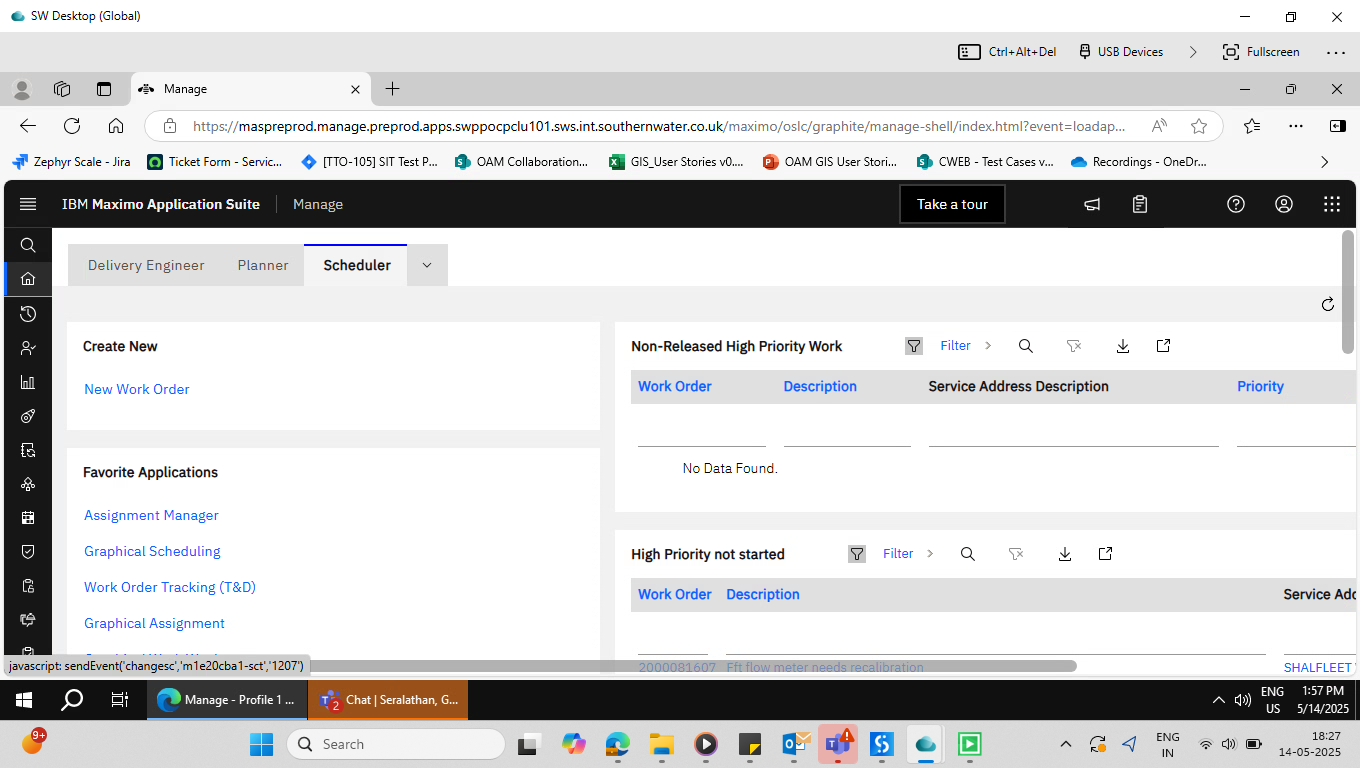 SW Desktop (Global)
Ctrl+Alt+Del
USB Devices
Fullscreen
Manage
https://maspreprod.manage.preprod.apps.swppocpclu101.sws.int.southernwater.co.uk/maximo/oslc/graphite/manage-shell/index.html?event=loadap...
Zephyr Scale - Jira
Ticket Form - Servic...
[TTO-105] SIT Test P...
OAM Collaboration...
GIS_User Stories v0....
OAM GIS User Stori...
CWEB - Test Cases v...
Recordings - OneDr...
IBM Maximo Application Suite
Manage
Take a tour
Delivery Engineer
Planner
Scheduler
Create New
New Work Order
Favorite Applications
Assignment Manager
Graphical Scheduling
Work Order Tracking (T&D)
Graphical Assignment
Non-Released High Priority Work
Filter
Work Order
Description
Service Address Description
Priority
No Data Found.
High Priority not started
Filter
Work Order
Description
Service Add
2000081607
Fft flow meter needs recalibration
SHALFLEET
javascript: sendEvent('changesc','m1e20cba1-sct','1207')
Manage - Profile 1 ...
2
Chat | Seralathan, G...
ENG
US
1:57 PM
5/14/2025
9+
Search
ENG
IN
18:27
14-05-2025